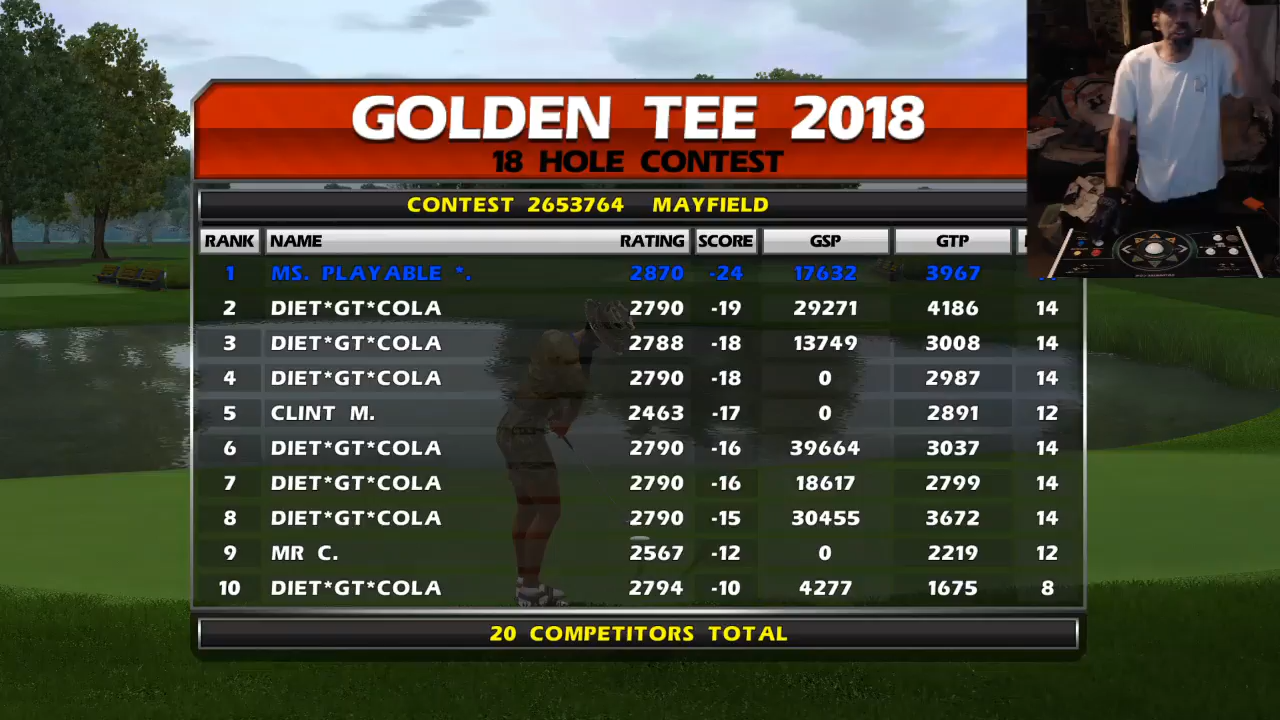 GOLDEN TEE 2018
18 HOLE CONTEST
CONTEST 2653764 MAYFIELD
RANK NAME RATING SCORE GSP GTP
1 MS. PLAYABLE *. 2870 -24 17632 3967
2 DIET*GT*COLA 2790 -19 29271 4186 14
3 DIET*GT*COLA 2788 -18 13749 3008 14
4 DIET*GT*COLA 2790 -18 0 2987 14
5 CLINT M. 2463 -17 0 2891 12
6 DIET*GT*COLA 2790 -16 39664 3037 14
7 DIET*GT*COLA 2790 -16 18617 2799 14
8 DIET*GT*COLA 2790 -15 30455 3672 14
9 MR C. 2567 -12 0 2219 12
10 DIET*GT*COLA 2794 -10 4277 1675 8
20 COMPETITORS TOTAL